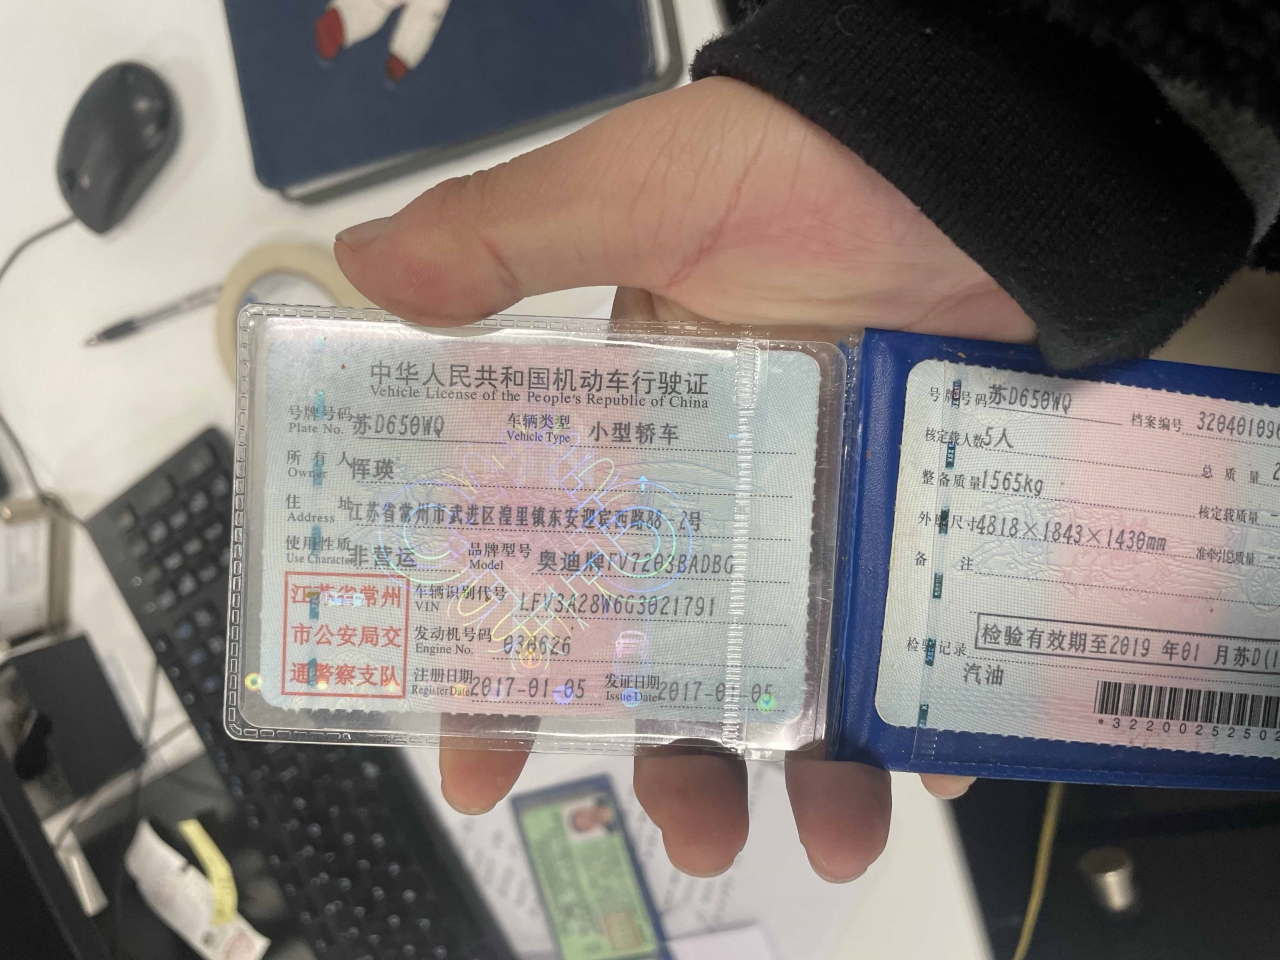 中华人民共和国机动车行驶证
Vehicle License of the People's Republic of China
号牌号码 苏D650WQ 车辆类型 小型轿车
Plate No. Vehicle Type
所有人 恽瑛
Owner
住址 江苏省常州市武进区湟里镇东安迎宾西路88-2号
Address
使用性质 非营运 品牌型号 奥迪牌FV7203BADBG
Use Character Model
江苏省常州
市公安局交
通警察支队
车辆识别代号 LFV3A28W6G3021791
VIN
发动机号码 030626
Engine No.
注册日期 2017-01-05 发证日期 2017-01-05
Register Date Issue Date
号牌号码 苏D650WQ 档案编号 320401096
核定载人数 5人 总质量 2
整备质量 1565kg 核定载质量
外廓尺寸 4818×1843×1430mm 准牵引总质量
备注
检验记录 检验有效期至2019年01月苏D(1
汽油
*3220025250